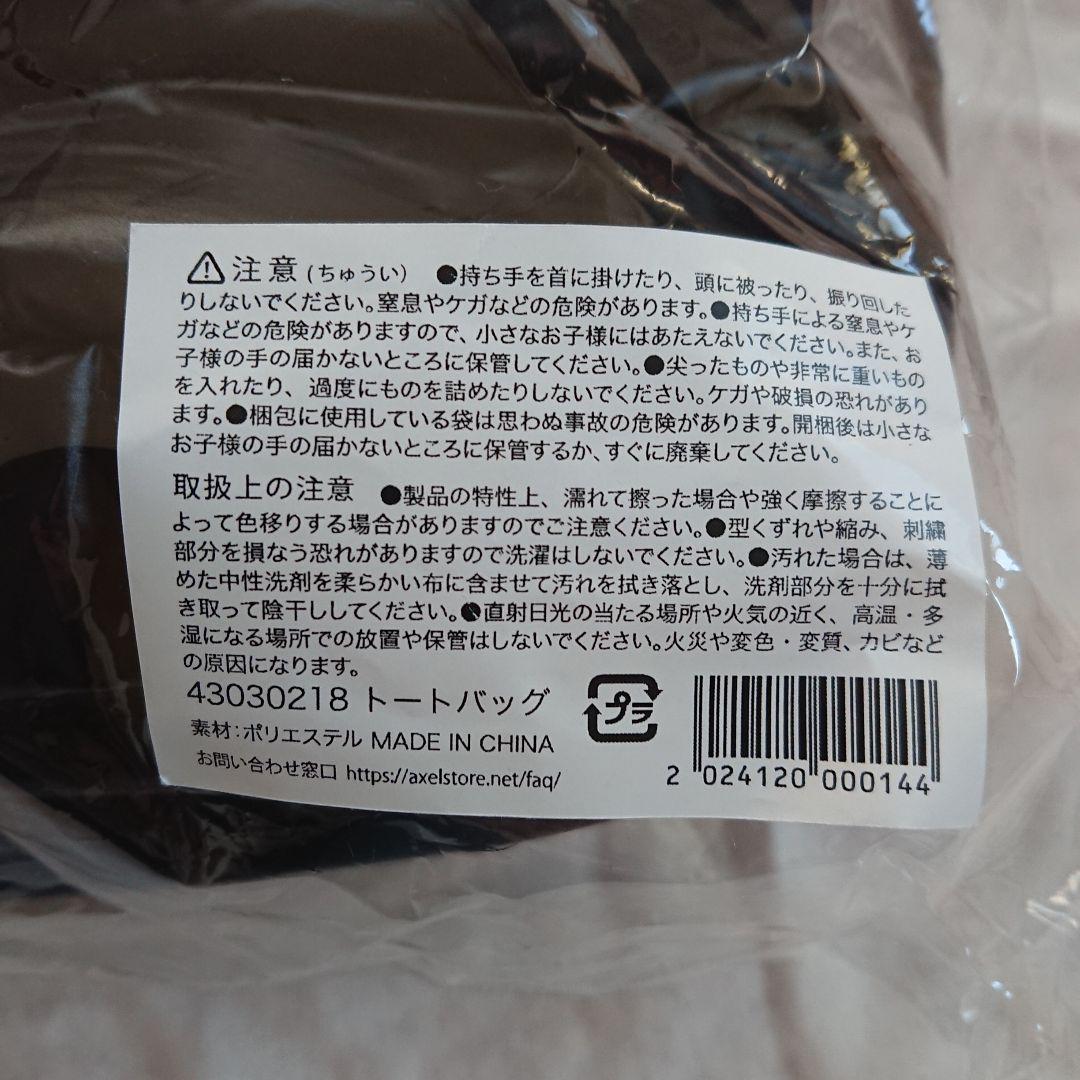 ⚠注意(ちゅうい) ●持ち手を首に掛けたり、頭に被ったり、振り回した
りしないでください。窒息やケガなどの危険があります。●持ち手による窒息やケ
ガなどの危険がありますので、小さなお子様にはあたえないでください。また、お
子様の手の届かないところに保管してください。●尖ったものや非常に重いもの
を入れたり、過度にものを詰めたりしないでください。ケガや破損の恐れがあり
ます。●梱包に使用している袋は思わぬ事故の危険があります。開梱後は小さな
お子様の手の届かないところに保管するか、すぐに廃棄してください。
取扱上の注意 ●製品の特性上、濡れて擦った場合や強く摩擦することに
よって色移りする場合がありますのでご注意ください。●型くずれや縮み、刺繍
部分を損なう恐れがありますので洗濯はしないでください。●汚れた場合は、薄
めた中性洗剤を柔らかい布に含ませて汚れを拭き落とし、洗剤部分を十分に拭
き取って陰干ししてください。●直射日光の当たる場所や火気の近く、高温・多
湿になる場所での放置や保管はしないでください。火災や変色・変質、カビなど
の原因になります。
43030218 トートバッグ
素材:ポリエステル MADE IN CHINA
お問い合わせ窓口 https://axelstore.net/faq/
プラ
2 024120 000144